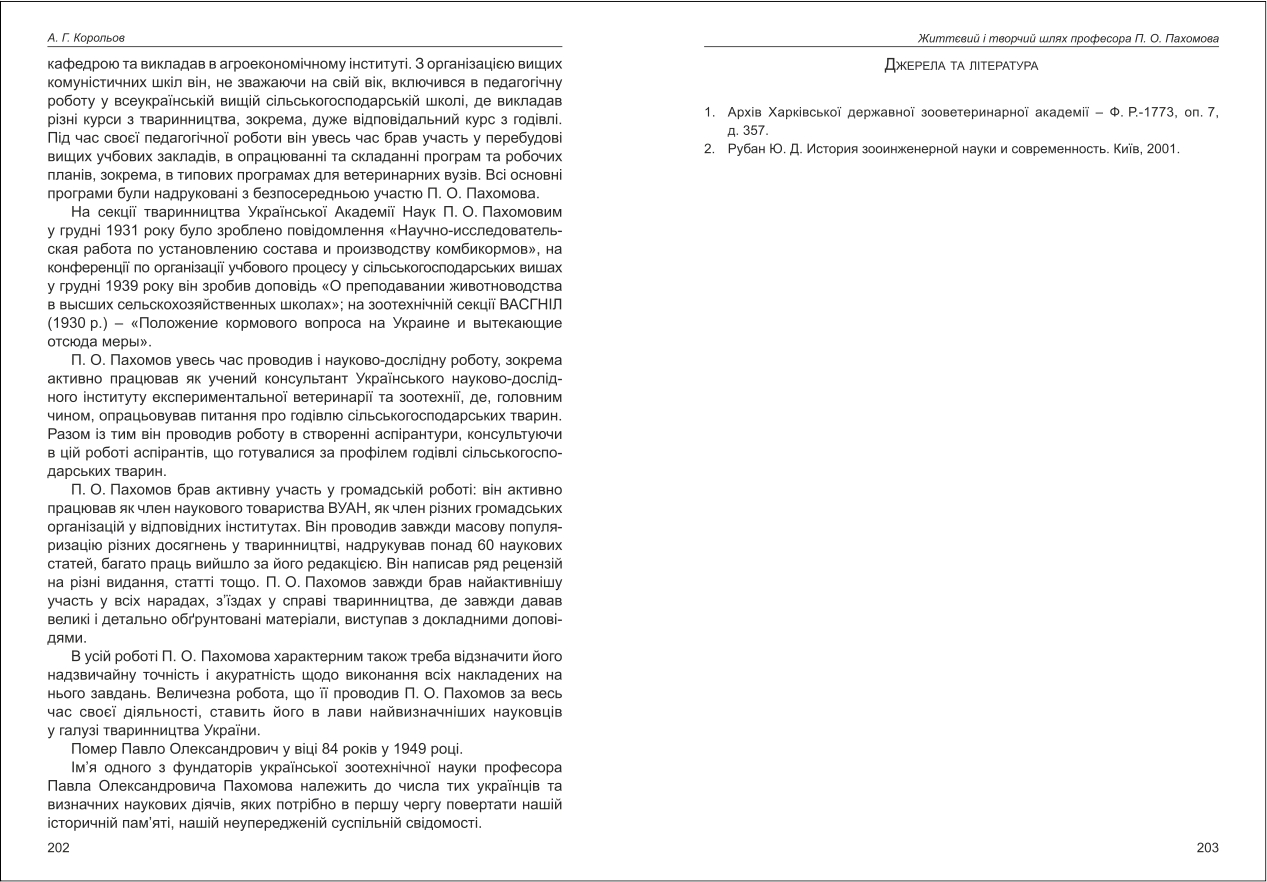 А. Г. Корольов
кафедрою та викладав в агроекономічному інституті. З організацією вищих
комуністичних шкіл він, не зважаючи на свій вік, включився в педагогічну
роботу у всеукраїнській вищій сільськогосподарській школі, де викладав
різні курси з тваринництва, зокрема, дуже відповідальний курс з годівлі.
Під час своєї педагогічної роботи він увесь час брав участь у перебудові
вищих учбових закладів, в опрацюванні та складанні програм та робочих
планів, зокрема, в типових програмах для ветеринарних вузів. Всі основні
програми були надруковані з безпосередньою участю П. О. Пахомова.
На секції тваринництва Української Академії Наук П. О. Пахомовим
у грудні 1931 року було зроблено повідомлення «Научно-исследователь-
ская работа по установлению состава и производству комбикормов», на
конференції по організації учбового процесу у сільськогосподарських вишах
у грудні 1939 року він зробив доповідь «О преподавании животноводства
в высших сельскохозяйственных школах»; на зоотехнічній секції ВАСГНІЛ
(1930 р.) – «Положение кормового вопроса на Украине и вытекающие
отсюда меры».
П. О. Пахомов увесь час проводив і науково-дослідну роботу, зокрема
активно працював як учений консультант Українського науково-дослід-
ного інституту експериментальної ветеринарії та зоотехнії, де, головним
чином, опрацьовував питання про годівлю сільськогосподарських тварин.
Разом із тим він проводив роботу в створенні аспірантури, консультуючи
в цій роботі аспірантів, що готувалися за профілем годівлі сільськогоспо-
дарських тварин.
П. О. Пахомов брав активну участь у громадській роботі: він активно
працював як член наукового товариства ВУАН, як член різних громадських
організацій у відповідних інститутах. Він проводив завжди масову популя-
ризацію різних досягнень у тваринництві, надрукував понад 60 наукових
статей, багато праць вийшло за його редакцією. Він написав ряд рецензій
на різні видання, статті тощо. П. О. Пахомов завжди брав найактивнішу
участь у всіх нарадах, з’їздах у справі тваринництва, де завжди давав
великі і детально обґрунтовані матеріали, виступав з докладними допові-
дями.
В усій роботі П. О. Пахомова характерним також треба відзначити його
надзвичайну точність і акуратність щодо виконання всіх накладених на
нього завдань. Величезна робота, що її проводив П. О. Пахомов за весь
час своєї діяльності, ставить його в лави найвизначніших науковців
у галузі тваринництва України.
Помер Павло Олександрович у віці 84 років у 1949 році.
Ім’я одного з фундаторів української зоотехнічної науки професора
Павла Олександровича Пахомова належить до числа тих українців та
визначних наукових діячів, яких потрібно в першу чергу повертати нашій
історичній пам’яті, нашій неупередженій суспільній свідомості.
202
Життєвий і творчий шлях професора П. О. Пахомова
Джерела та література
1. Архів Харківської державної зооветеринарної академії – Ф. Р.-1773, оп. 7,
д. 357.
2. Рубан Ю. Д. История зооинженерной науки и современность. Київ, 2001.
203